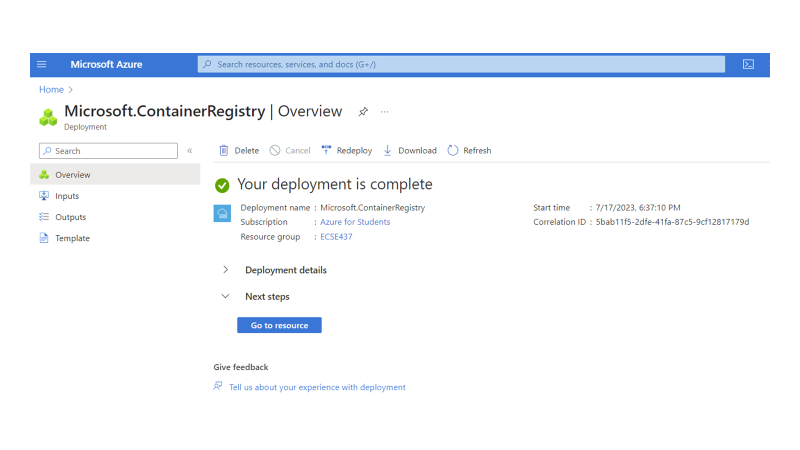 Microsoft Azure
Search resources, services, and docs (G+/)
Home
Microsoft.ContainerRegistry | Overview
Deployment
Search
Delete Cancel Redeploy Download Refresh
Overview
Inputs
Outputs
Template
Your deployment is complete
Deployment name : Microsoft.ContainerRegistry
Subscription : Azure for Students
Resource group : ECSE437
Start time : 7/17/2023, 6:37:10 PM
Correlation ID : 5bab11f5-2dfe-41fa-87c5-9cf12817179d
Deployment details
Next steps
Go to resource
Give feedback
Tell us about your experience with deployment